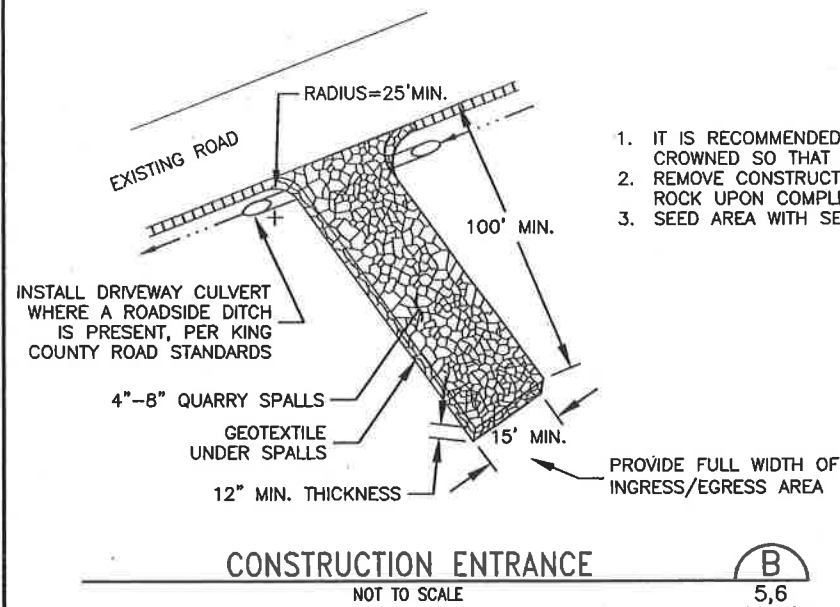 RADIUS=25'MIN.
EXISTING ROAD
1. IT IS RECOMMENDED
CROWNED SO THAT
2. REMOVE CONSTRUCT
ROCK UPON COMPL
3. SEED AREA WITH SE
100' MIN.
INSTALL DRIVEWAY CULVERT
WHERE A ROADSIDE DITCH
IS PRESENT, PER KING
COUNTY ROAD STANDARDS
4"-8" QUARRY SPALLS
GEOTEXTILE
UNDER SPALLS
12" MIN. THICKNESS
15' MIN.
PROVIDE FULL WIDTH OF
INGRESS/EGRESS AREA
CONSTRUCTION ENTRANCE
NOT TO SCALE
B
5,6